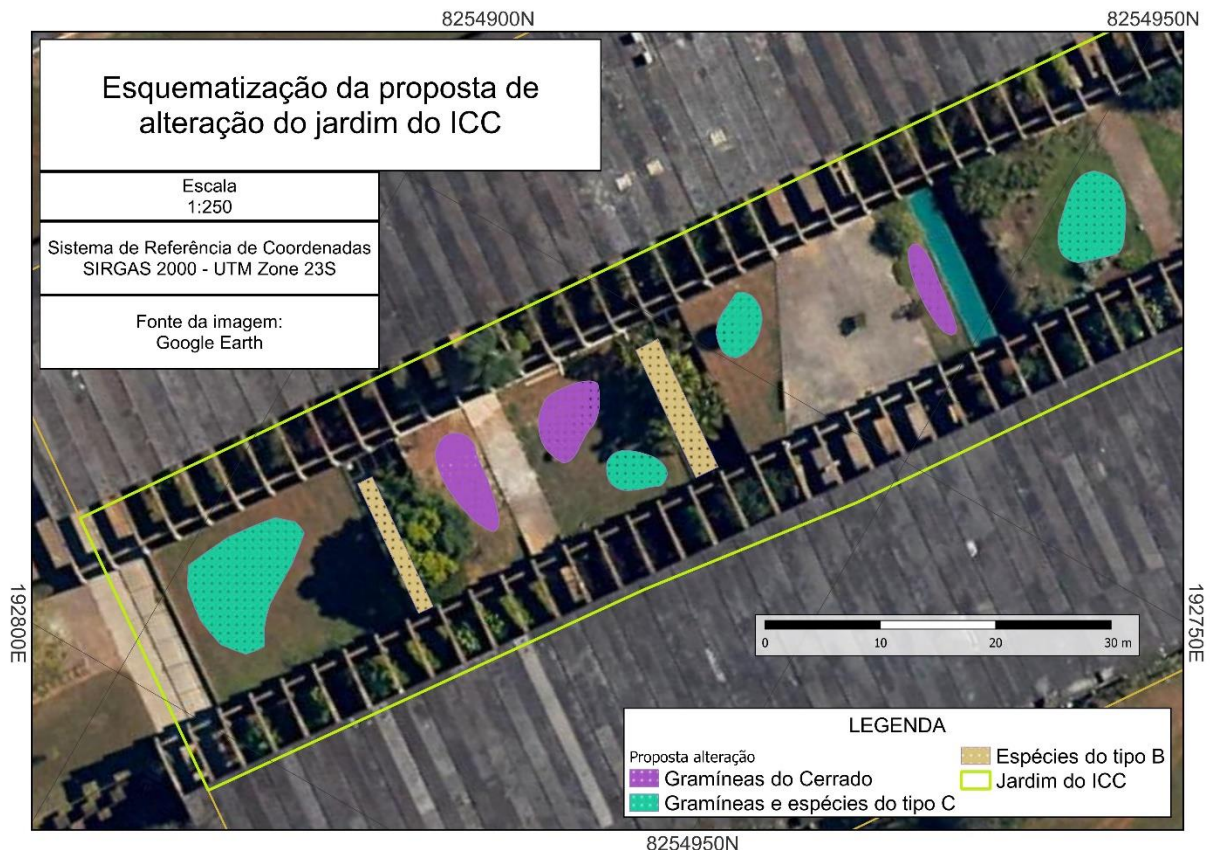 8254900N
8254950N
Esquematização da proposta de
alteração do jardim do ICC
Escala
1:250
Sistema de Referência de Coordenadas
SIRGAS 2000 - UTM Zone 23S
Fonte da imagem:
Google Earth
192800E
192750E
0 10 20 30 m
LEGENDA
Proposta alteração
Gramíneas do Cerrado
Gramíneas e espécies do tipo C
Espécies do tipo B
Jardim do ICC
8254950N